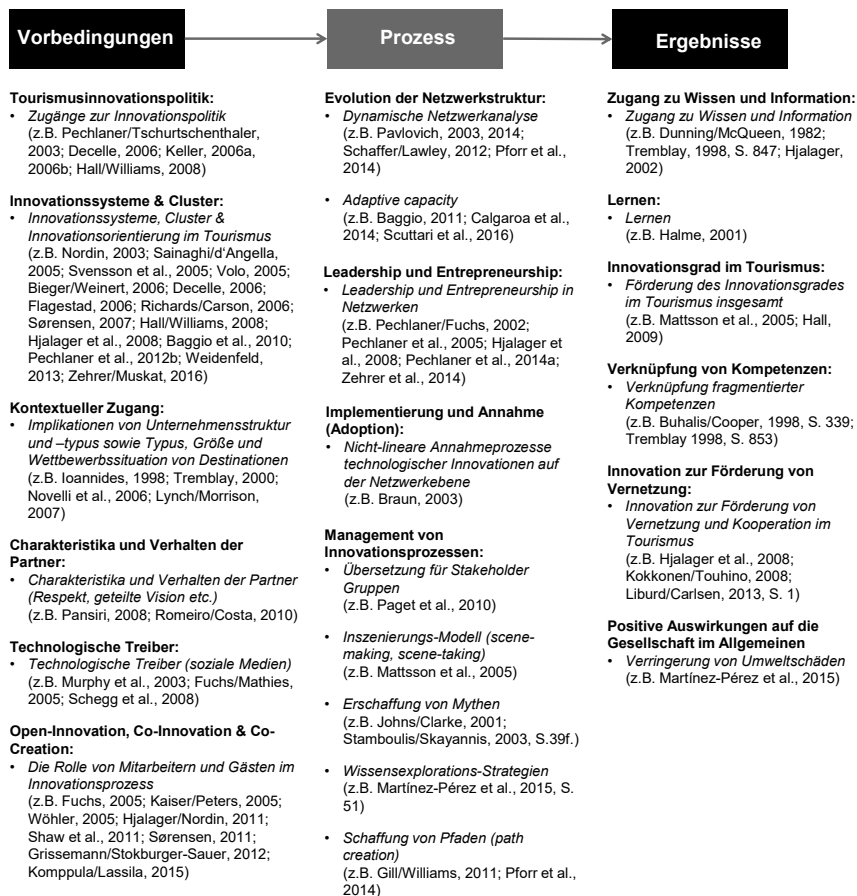 Vorbedingungen
Prozess
Ergebnisse
Tourismusinnovationspolitik:
• Zugänge zur Innovationspolitik
(z.B. Pechlaner/Tschurtschenthaler,
2003; Decelle, 2006; Keller, 2006a,
2006b; Hall/Williams, 2008)
Innovationssysteme & Cluster:
• Innovationssysteme, Cluster &
Innovationsorientierung im Tourismus
(z.B. Nordin, 2003; Sainaghi/d'Angella,
2005; Svensson et al., 2005; Volo, 2005;
Bieger/Weinert, 2006; Decelle, 2006;
Flagestad, 2006; Richards/Carson, 2006;
Sørensen, 2007; Hall/Williams, 2008;
Hjalager et al., 2008; Baggio et al., 2010;
Pechlaner et al., 2012b; Weidenfeld,
2013; Zehrer/Muskat, 2016)
Kontextueller Zugang:
• Implikationen von Unternehmensstruktur
und –typus sowie Typus, Größe und
Wettbewerbssituation von Destinationen
(z.B. Ioannides, 1998; Tremblay, 2000;
Novelli et al., 2006; Lynch/Morrison,
2007)
Charakteristika und Verhalten der
Partner:
• Charakteristika und Verhalten der Partner
(Respekt, geteilte Vision etc.)
(z.B. Pansiri, 2008; Romeiro/Costa, 2010)
Technologische Treiber:
• Technologische Treiber (soziale Medien)
(z.B. Murphy et al., 2003; Fuchs/Mathies,
2005; Schegg et al., 2008)
Open-Innovation, Co-Innovation & Co-
Creation:
• Die Rolle von Mitarbeitern und Gästen im
Innovationsprozess
(z.B. Fuchs, 2005; Kaiser/Peters, 2005;
Wöhler, 2005; Hjalager/Nordin, 2011;
Shaw et al., 2011; Sørensen, 2011;
Grissemann/Stokburger-Sauer, 2012;
Komppula/Lassila, 2015)
Evolution der Netzwerkstruktur:
• Dynamische Netzwerkanalyse
(z.B. Pavlovich, 2003, 2014;
Schaffer/Lawley, 2012; Pforr et al.,
2014)
• Adaptive capacity
(z.B. Baggio, 2011; Calgaroa et al.,
2014; Scuttari et al., 2016)
Leadership und Entrepreneurship:
• Leadership und Entrepreneurship in
Netzwerken
(z.B. Pechlaner/Fuchs, 2002;
Pechlaner et al., 2005; Hjalager et
al., 2008; Pechlaner et al., 2014a;
Zehrer et al., 2014)
Implementierung und Annahme
(Adoption):
• Nicht-lineare Annahmeprozesse
technologischer Innovationen auf
der Netzwerkebene
(z.B. Braun, 2003)
Management von
Innovationsprozessen:
• Übersetzung für Stakeholder
Gruppen
(z.B. Paget et al., 2010)
• Inszenierungs-Modell (scene-
making, scene-taking)
(z.B. Mattsson et al., 2005)
• Erschaffung von Mythen
(z.B. Johns/Clarke, 2001;
Stamboulis/Skayannis, 2003, S.39f.)
• Wissensexplorations-Strategien
(z.B. Martínez-Pérez et al., 2015, S.
51)
• Schaffung von Pfaden (path
creation)
(z.B. Gill/Williams, 2011; Pforr et al.,
2014)
Zugang zu Wissen und Information:
• Zugang zu Wissen und Information
(z.B. Dunning/McQueen, 1982;
Tremblay, 1998, S. 847; Hjalager,
2002)
Lernen:
• Lernen
(z.B. Halme, 2001)
Innovationsgrad im Tourismus:
• Förderung des Innovationsgrades
im Tourismus insgesamt
(z.B. Mattsson et al., 2005; Hall,
2009)
Verknüpfung von Kompetenzen:
• Verknüpfung fragmentierter
Kompetenzen
(z.B. Buhalis/Cooper, 1998, S. 339;
Tremblay 1998, S. 853)
Innovation zur Förderung von
Vernetzung:
• Innovation zur Förderung von
Vernetzung und Kooperation im
Tourismus
(z.B. Hjalager et al., 2008;
Kokkonen/Touhino, 2008;
Liburd/Carlsen, 2013, S. 1)
Positive Auswirkungen auf die
Gesellschaft im Allgemeinen
• Verringerung von Umweltschäden
(z.B. Martínez-Pérez et al., 2015)